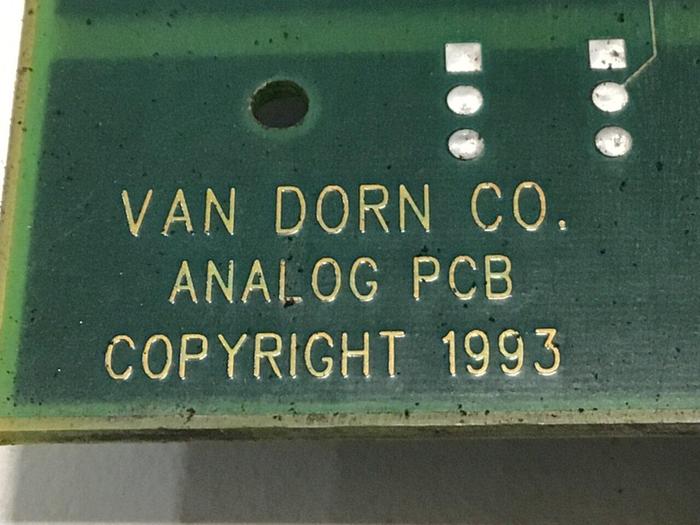 VAN DORN CO.
ANALOG PCB
COPYRIGHT 1993